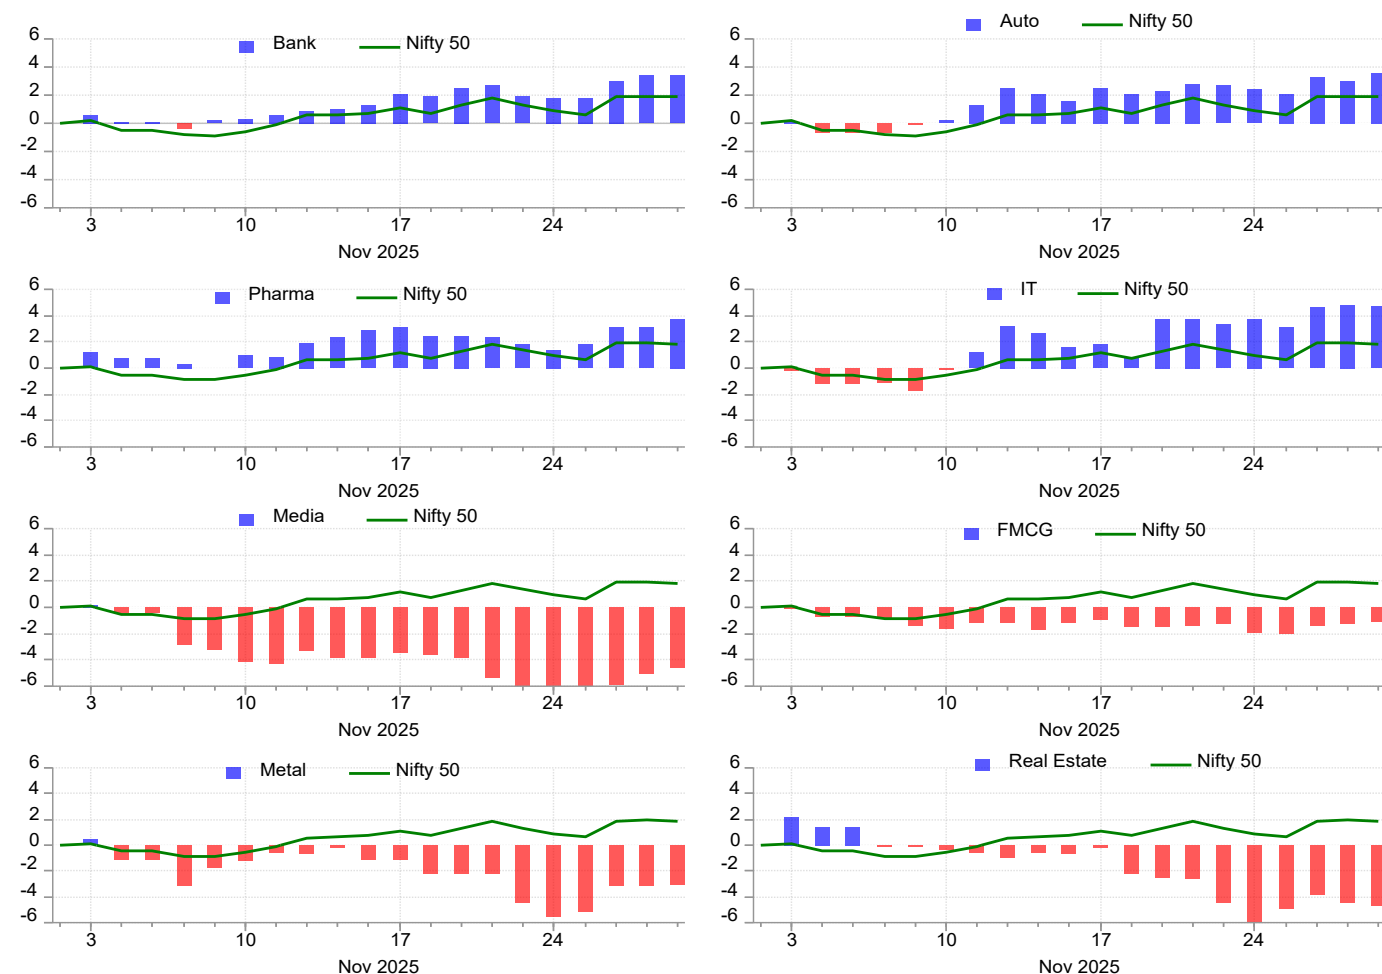 Bank Nifty 50
6
4
2
0
-2
-4
-6
3 10 17 24
Nov 2025
Auto Nifty 50
6
4
2
0
-2
-4
-6
3 10 17 24
Nov 2025
Pharma Nifty 50
6
4
2
0
-2
-4
-6
3 10 17 24
Nov 2025
IT Nifty 50
6
4
2
0
-2
-4
-6
3 10 17 24
Nov 2025
Media Nifty 50
6
4
2
0
-2
-4
-6
3 10 17 24
Nov 2025
FMCG Nifty 50
6
4
2
0
-2
-4
-6
3 10 17 24
Nov 2025
Metal Nifty 50
6
4
2
0
-2
-4
-6
3 10 17 24
Nov 2025
Real Estate Nifty 50
6
4
2
0
-2
-4
-6
3 10 17 24
Nov 2025